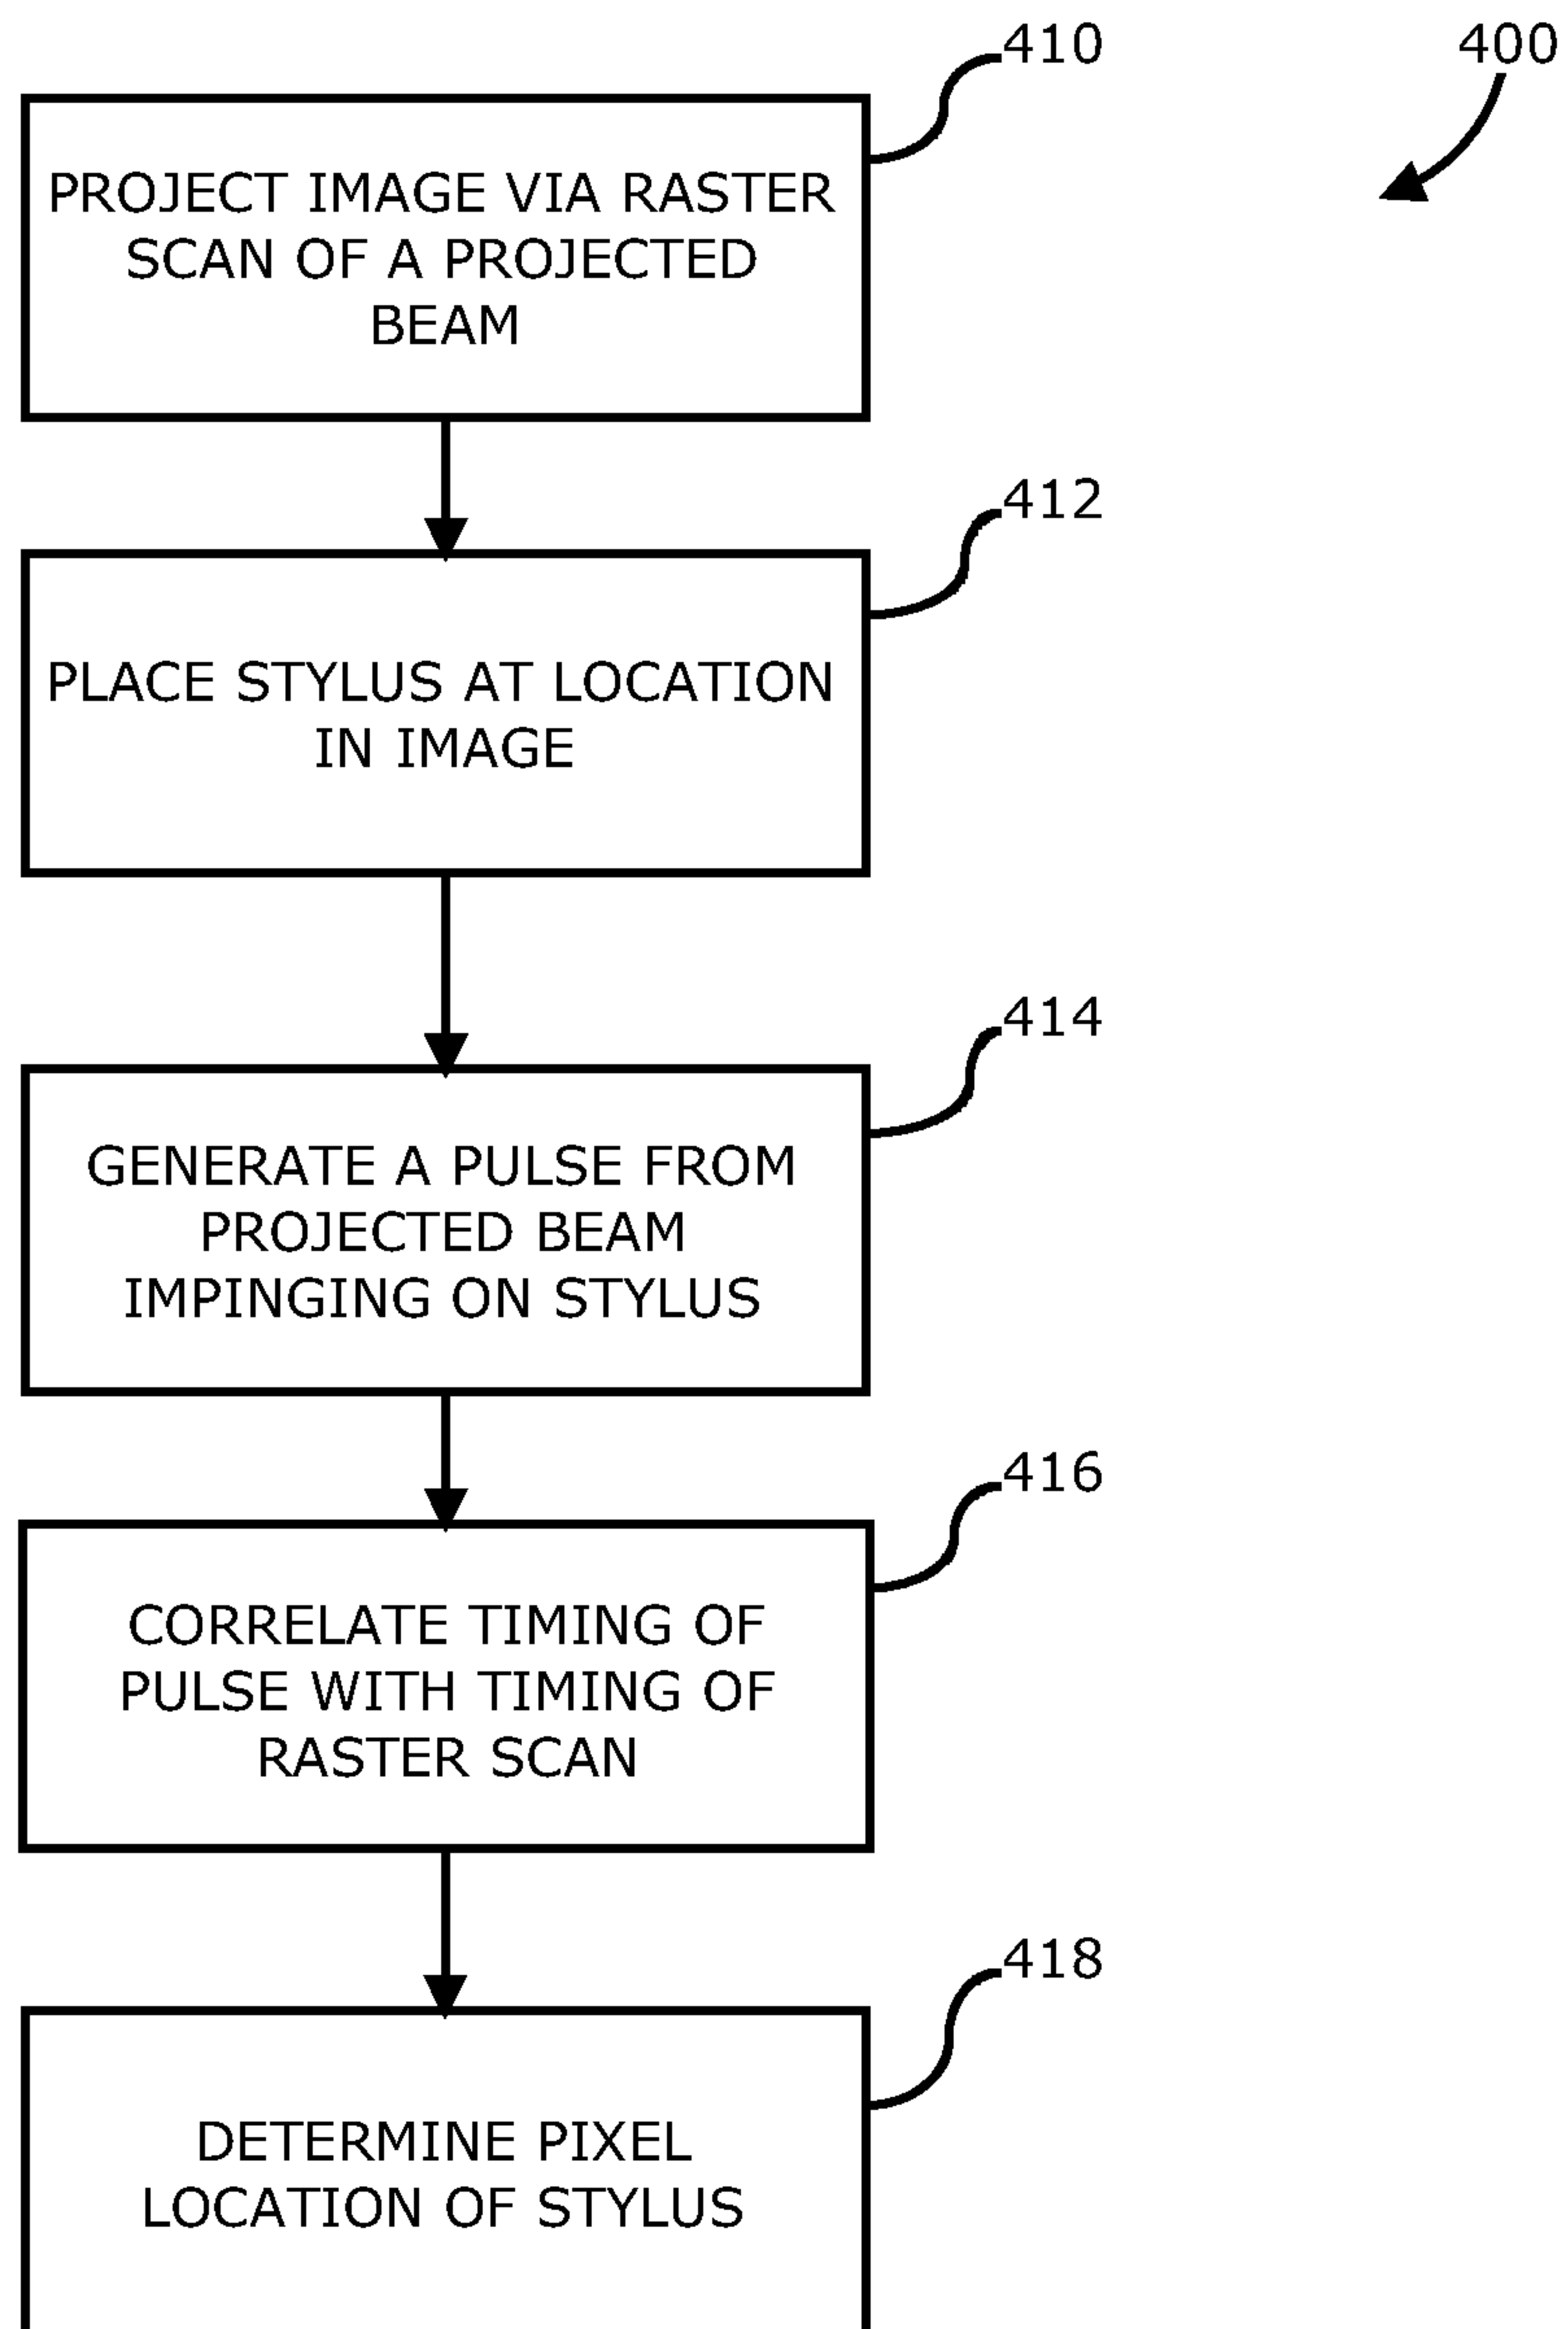 410
400
PROJECT IMAGE VIA RASTER
SCAN OF A PROJECTED
BEAM
412
PLACE STYLUS AT LOCATION
IN IMAGE
414
GENERATE A PULSE FROM
PROJECTED BEAM
IMPINGING ON STYLUS
416
CORRELATE TIMING OF
PULSE WITH TIMING OF
RASTER SCAN
418
DETERMINE PIXEL
LOCATION OF STYLUS